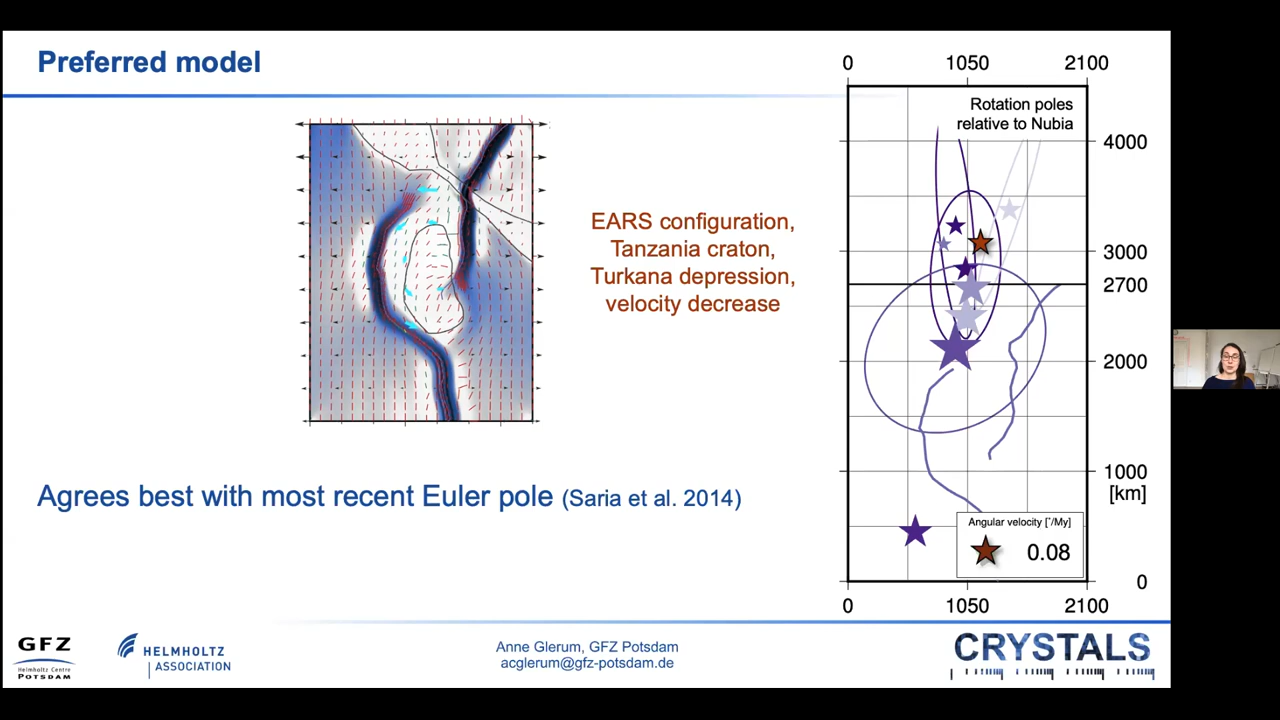 Preferred model
EARS configuration,
Tanzania craton,
Turkana depression,
velocity decrease
Agrees best with most recent Euler pole (Saria et al. 2014)
0 1050 2100
Rotation poles
relative to Nubia
4000
3000
2700
2000
1000
[km]
0
Angular velocity [°/My]
0.08
0 1050 2100
GFZ
Helmholtz Centre
POTSDAM
HELMHOLTZ
ASSOCIATION
Anne Glerum, GFZ Potsdam
acglerum@gfz-potsdam.de
CRYSTALS